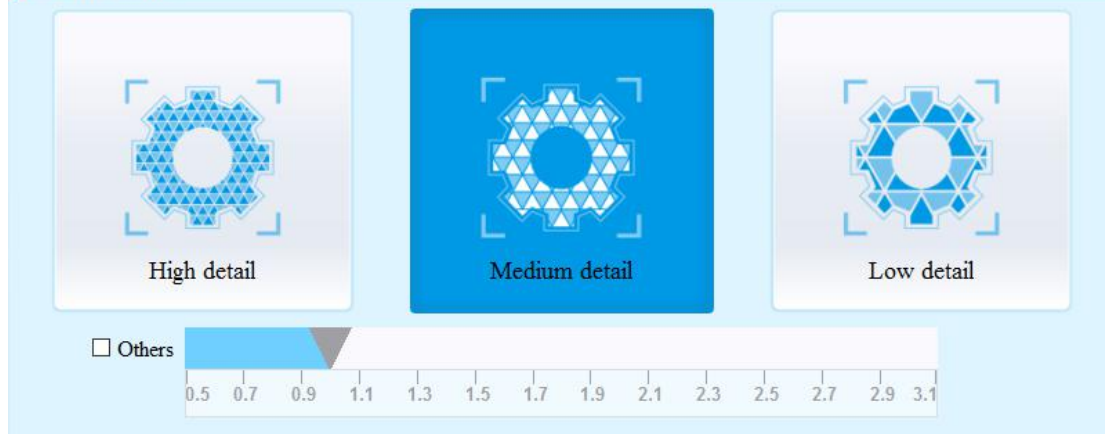 High detail
Medium detail
Low detail
Others
0.5 0.7 0.9 1.1 1.3 1.5 1.7 1.9 2.1 2.3 2.5 2.7 2.9 3.1